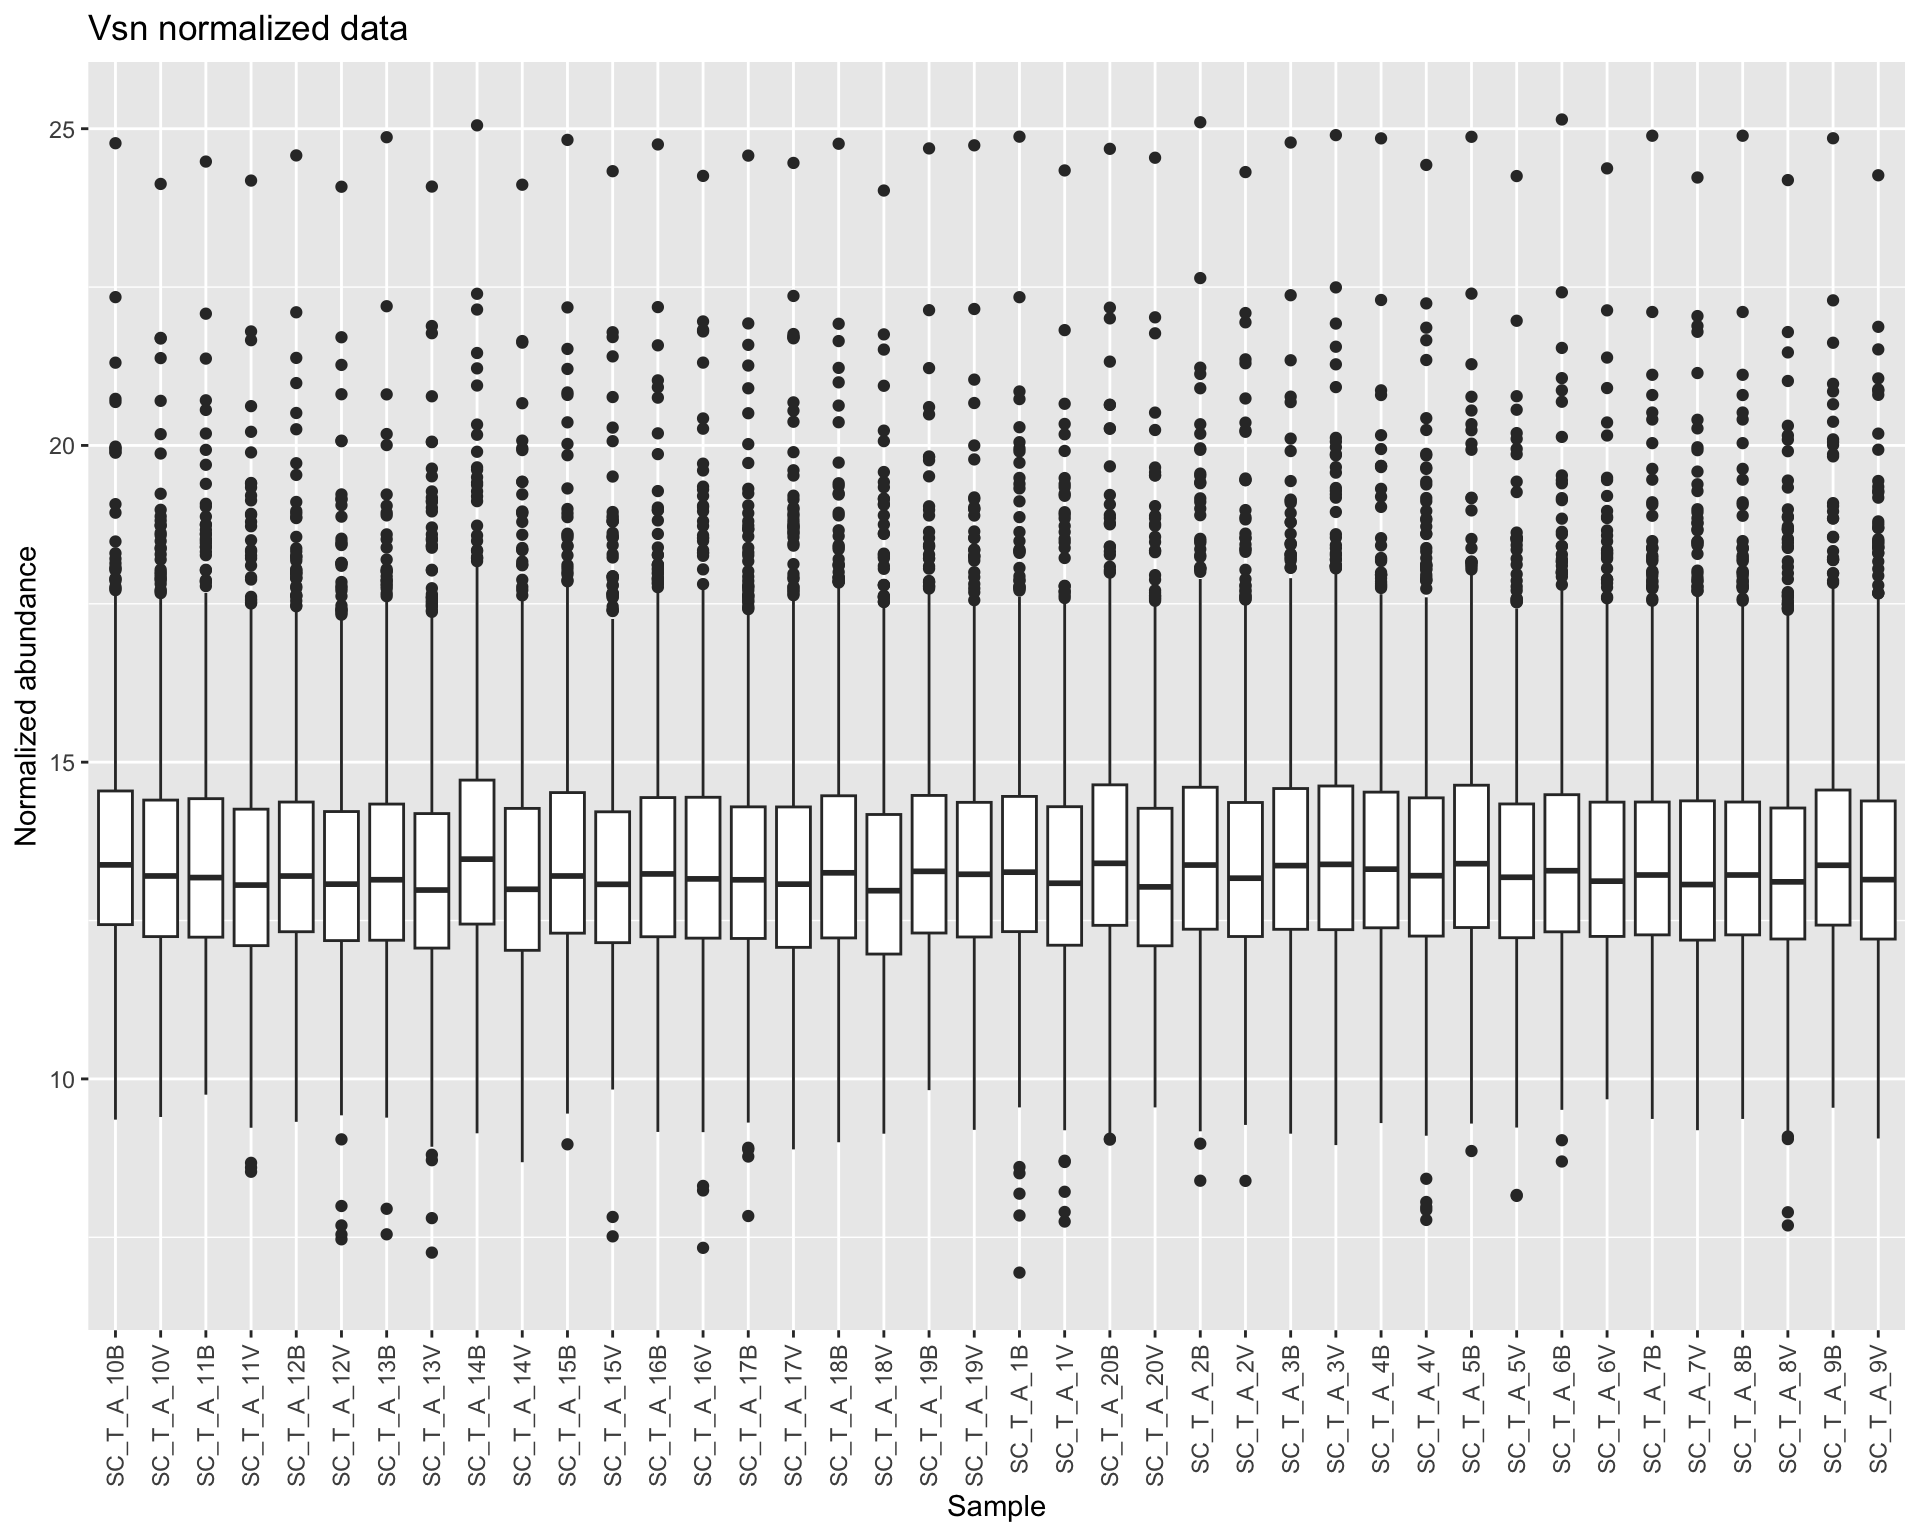 Vsn normalized data
Normalized abundance
25
20
15
10
SC_T_A_10B
SC_T_A_10V
SC_T_A_11B
SC_T_A_11V
SC_T_A_12B
SC_T_A_12V
SC_T_A_13B
SC_T_A_13V
SC_T_A_14B
SC_T_A_14V
SC_T_A_15B
SC_T_A_15V
SC_T_A_16B
SC_T_A_16V
SC_T_A_17B
SC_T_A_17V
SC_T_A_18B
SC_T_A_18V
SC_T_A_19B
SC_T_A_19V
SC_T_A_1B
SC_T_A_1V
SC_T_A_20B
SC_T_A_20V
SC_T_A_2B
SC_T_A_2V
SC_T_A_3B
SC_T_A_3V
SC_T_A_4B
SC_T_A_4V
SC_T_A_5B
SC_T_A_5V
SC_T_A_6B
SC_T_A_6V
SC_T_A_7B
SC_T_A_7V
SC_T_A_8B
SC_T_A_8V
SC_T_A_9B
SC_T_A_9V
Sample